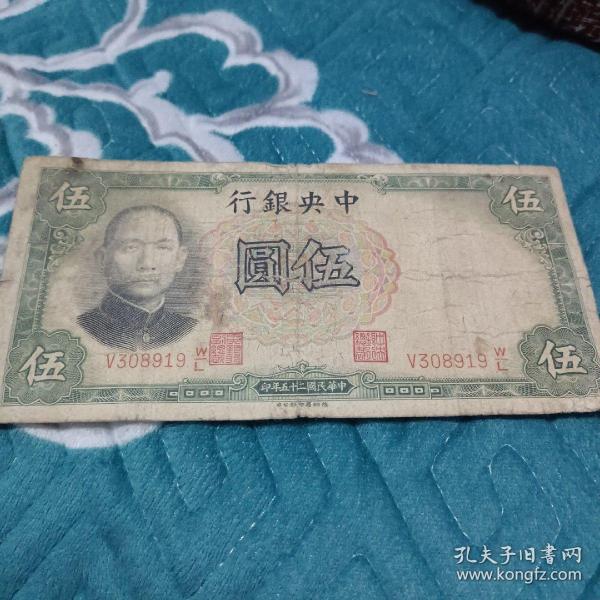 中央銀行
伍 伍
伍圓
V308919 W/L V308919 W/L
伍 伍
中華民國二十五年印
孔夫子旧书网
www.kongfz.com